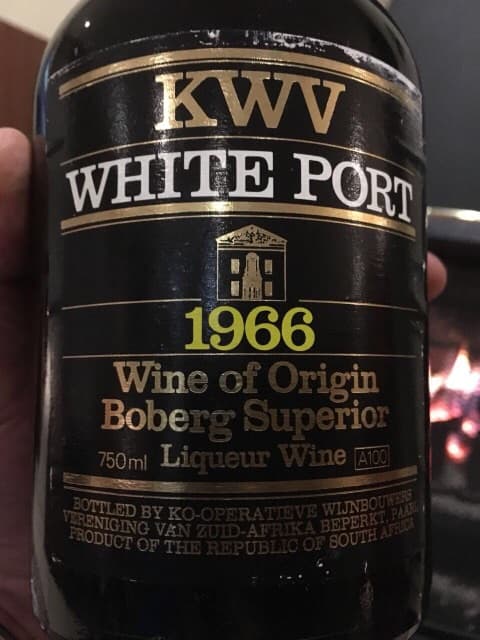 KWV
WHITE PORT
1966
Wine of Origin
Boberg Superior
750ml Liqueur Wine A100
BOTTLED BY KO-OPERATIEVE WIJNBOUWERS
VERENIGING VAN ZUID-AFRIKA BEPERKT, PAARL
PRODUCT OF THE REPUBLIC OF SOUTH AFRICA